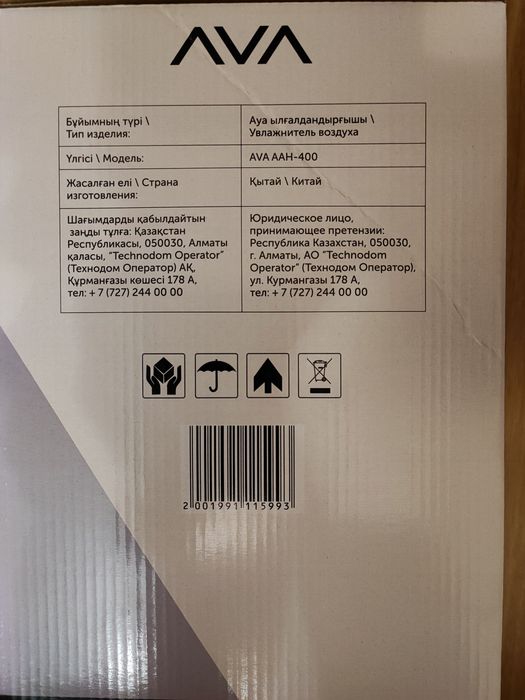 AVA
Бұйымның түрі \
Тип изделия:
Ауа ылғалдандырғышы \
Увлажнитель воздуха
Үлгісі \ Модель:
AVA AAH-400
Жасалған елі \ Страна
изготовления:
Қытай \ Китай
Шағымдарды қабылдайтын
заңды тұлға: Қазақстан
Республикасы, 050030, Алматы
қаласы, "Technodom Operator"
(Технодом Оператор) АҚ,
Құрманғазы көшесі 178 А,
тел: + 7 (727) 244 00 00
Юридическое лицо,
принимающее претензии:
Республика Казахстан, 050030,
г. Алматы, АО "Technodom
Operator" (Технодом Оператор),
ул. Курмангазы 178 А,
тел.: + 7 (727) 244 00 00
2 001991 115993